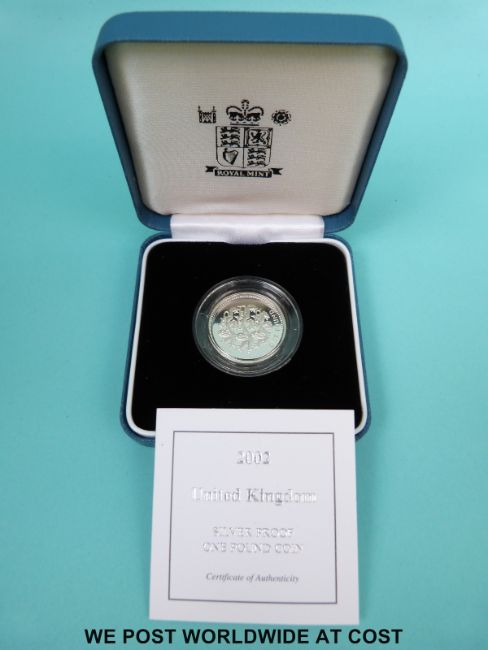 ROYAL MINT
2002
United Kingdom
SILVER PROOF
ONE POUND COIN
Certificate of Authenticity
WE POST WORLDWIDE AT COST